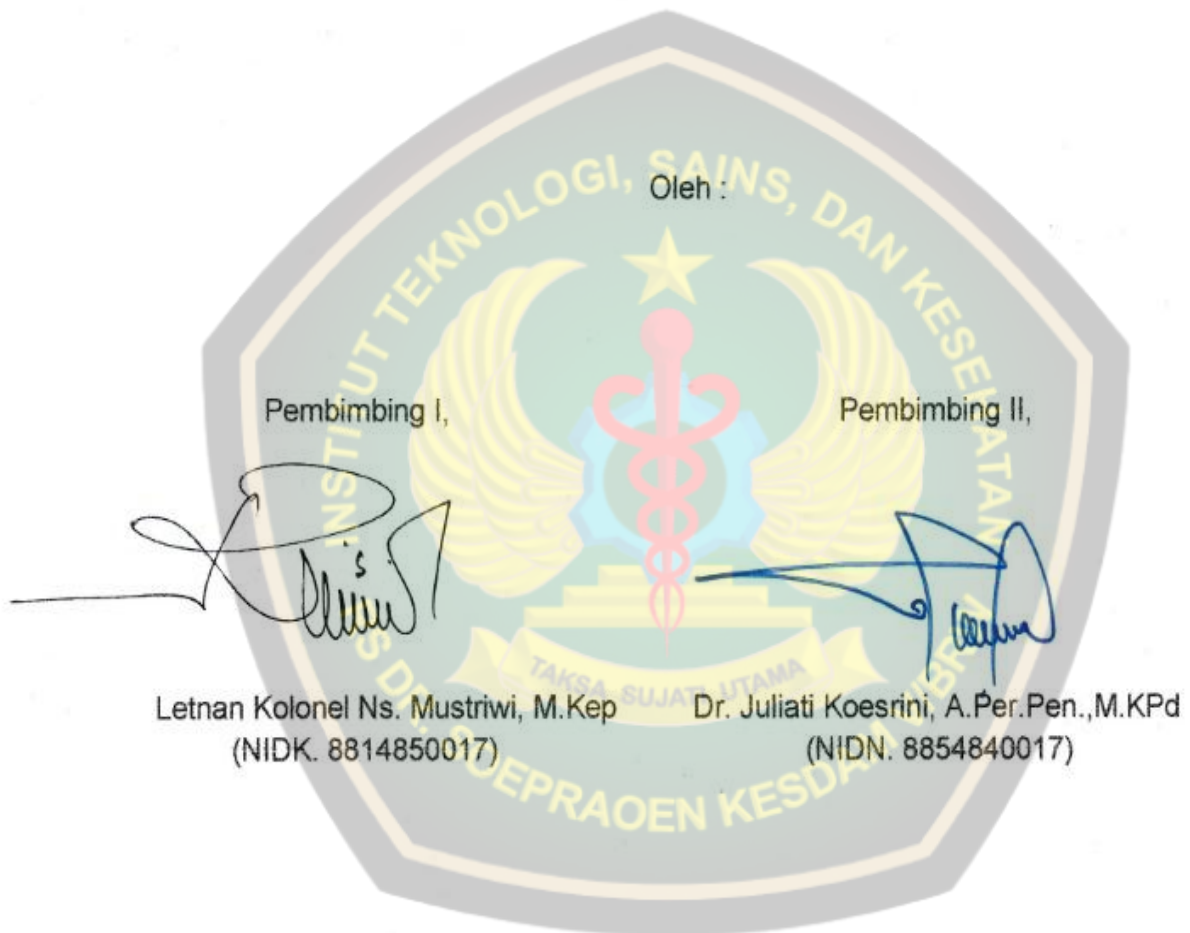 INSTITUT TEKNOLOGI, SAINS, DAN KESEHATAN
Oleh :
Pembimbing I,
Pembimbing II,
TAKSA SUJATI UTAMA
Letnan Kolonel Ns. Mustriwi, M.Kep
Dr. Juliati Koesrini, A.Per.Pen.,M.KPd
(NIDK. 8814850017)
(NIDN. 8854840017)
DR. SOEPRAOEN KESDAM